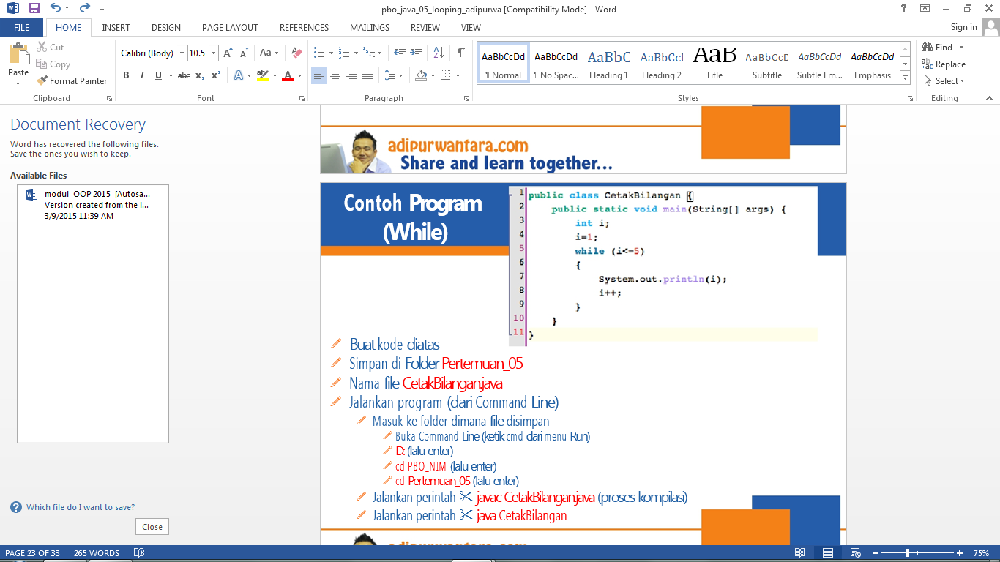 pbo_java_05_looping_adipurwa [Compatibility Mode] - Word
FILE HOME INSERT DESIGN PAGE LAYOUT REFERENCES MAILINGS REVIEW VIEW Sign in
Paste
Cut
Copy
Format Painter
Clipboard
Calibri (Body) 10.5
Font
Paragraph
AaBbCcDd AaBbCcDd AaBbC AaBbCcI AaB AaBbCcD AaBbCcDd AaBbCcDd
¶ Normal ¶ No Spac... Heading 1 Heading 2 Title Subtitle Subtle Em... Emphasis
Styles
Find
Replace
Select
Editing
Document Recovery
Word has recovered the following files.
Save the ones you wish to keep.
Available Files
modul OOP 2015 [Autosa...
Version created from the l...
3/9/2015 11:39 AM
Which file do I want to save?
Close
adipurwantara.com
Share and learn together...
Contoh Program
(While)
1 public class CetakBilangan {
2 public static void main(String[] args) {
3 int i;
4 i=1;
5 while (i<=5)
6 {
7 System.out.println(i);
8 i++;
9 }
10 }
11 }
Buat kode diatas
Simpan di Folder Pertemuan_05
Nama file CetakBilangan.java
Jalankan program (dari Command Line)
Masuk ke folder dimana file disimpan
Buka Command Line (ketik cmd dari menu Run)
D: (lalu enter)
cd PBO_NIM (lalu enter)
cd Pertemuan_05 (lalu enter)
Jalankan perintah ✂ javac CetakBilangan.java (proses kompilasi)
Jalankan perintah ✂ java CetakBilangan
adipurwantara.com
PAGE 23 OF 33 265 WORDS 75%